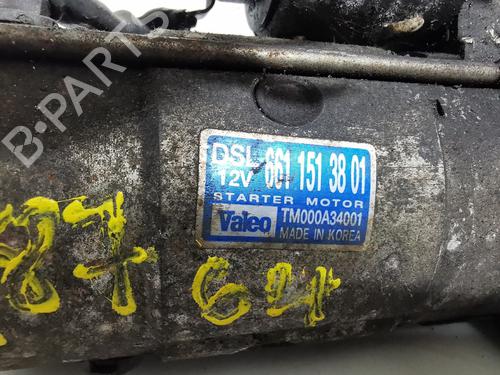 B-PARTS
DSL 661 151 38 01
12V
STARTER MOTOR
Valeo TM000A34001
MADE IN KOREA